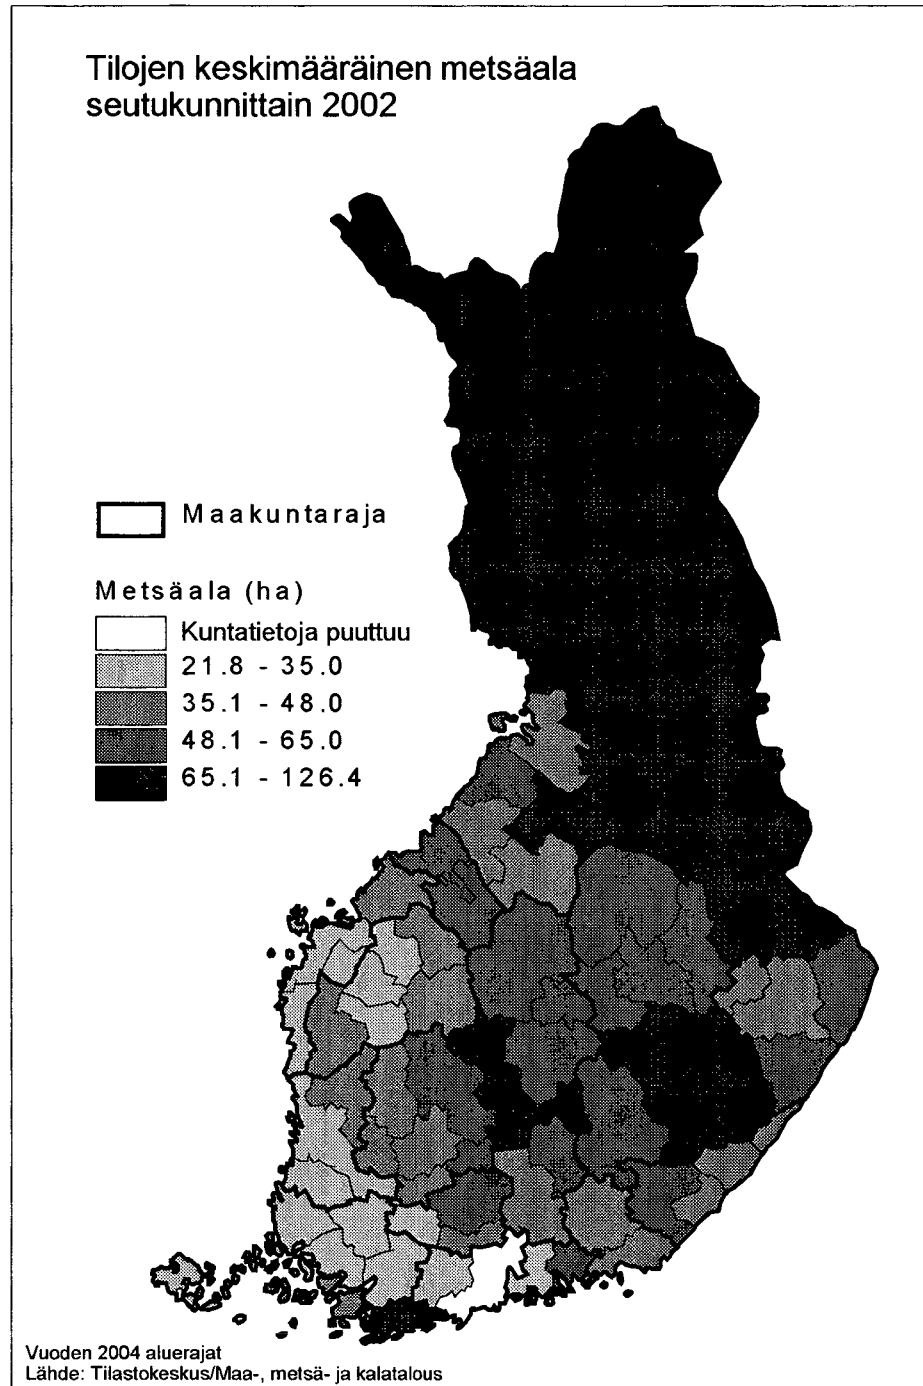 Tilojen keskimääräinen metsäala
seutukunnittain 2002
Maakuntaraja
Metsäala (ha)
Kuntatietoja puuttuu
21.8 - 35.0
35.1 - 48.0
48.1 - 65.0
65.1 - 126.4
Vuoden 2004 aluerajat
Lähde: Tilastokeskus/Maa-, metsä- ja kalatalous